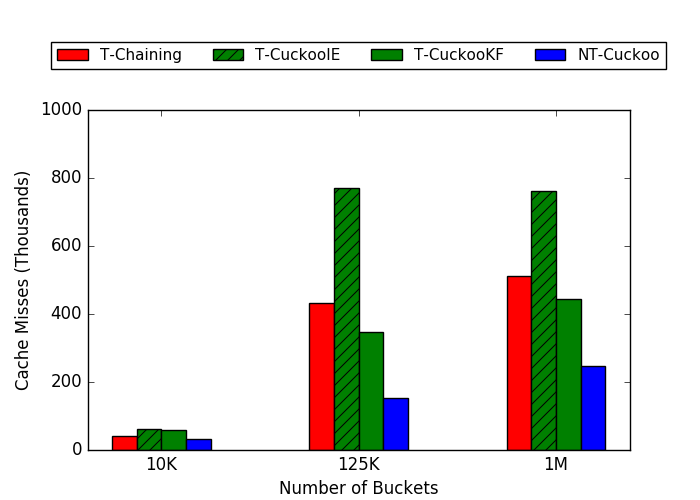 T-Chaining T-CuckooIE T-CuckooKF NT-Cuckoo
1000
800
600
400
200
0
Cache Misses (Thousands)
10K 125K 1M
Number of Buckets